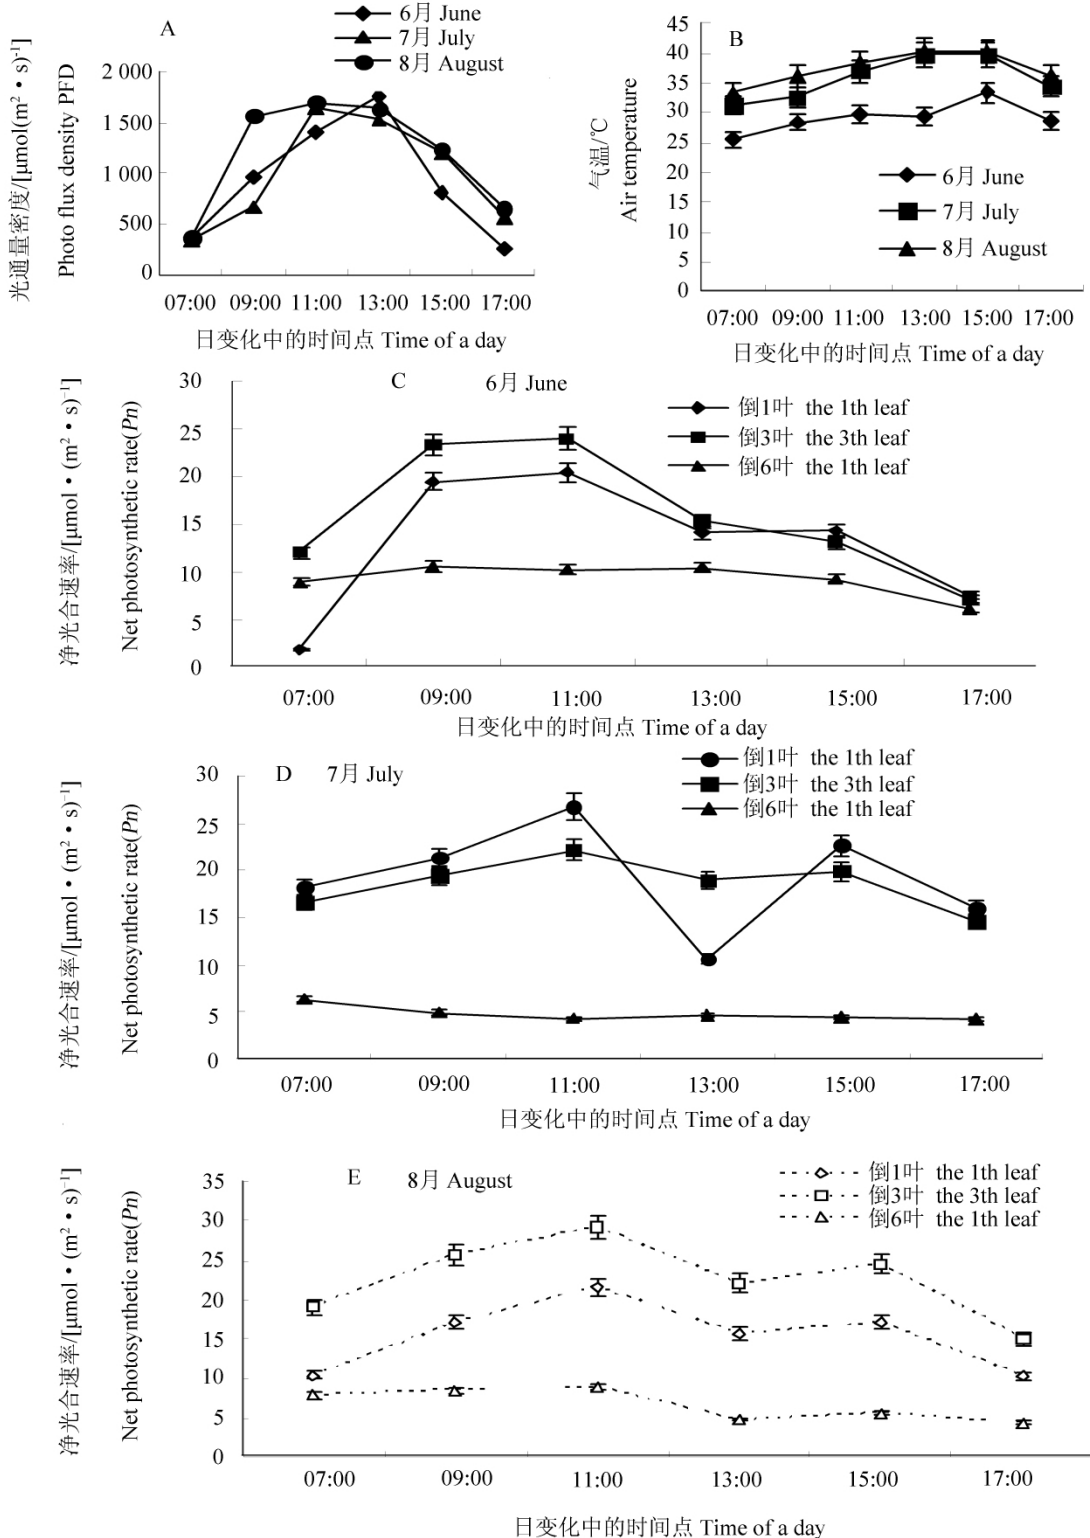 A
6月 June
7月 July
8月 August
光通量密度/[μmol(m²•s)⁻¹]
Photo flux density PFD
2 000
1 500
1 000
500
0
07:00 09:00 11:00 13:00 15:00 17:00
日变化中的时间点 Time of a day
B
气温/℃
Air temperature
45
40
35
30
25
20
15
10
5
0
6月 June
7月 July
8月 August
07:00 09:00 11:00 13:00 15:00 17:00
日变化中的时间点 Time of a day
C 6月 June
净光合速率/[μmol•(m²•s)⁻¹]
Net photosynthetic rate(Pn)
30
25
20
15
10
5
0
倒1叶 the 1th leaf
倒3叶 the 3th leaf
倒6叶 the 1th leaf
07:00 09:00 11:00 13:00 15:00 17:00
日变化中的时间点 Time of a day
D 7月 July
净光合速率/[μmol•(m²•s)⁻¹]
Net photosynthetic rate(Pn)
30
25
20
15
10
5
0
倒1叶 the 1th leaf
倒3叶 the 3th leaf
倒6叶 the 1th leaf
07:00 09:00 11:00 13:00 15:00 17:00
日变化中的时间点 Time of a day
E 8月 August
净光合速率/[μmol•(m²•s)⁻¹]
Net photosynthetic rate(Pn)
35
30
25
20
15
10
5
0
倒1叶 the 1th leaf
倒3叶 the 3th leaf
倒6叶 the 1th leaf
07:00 09:00 11:00 13:00 15:00 17:00
日变化中的时间点 Time of a day